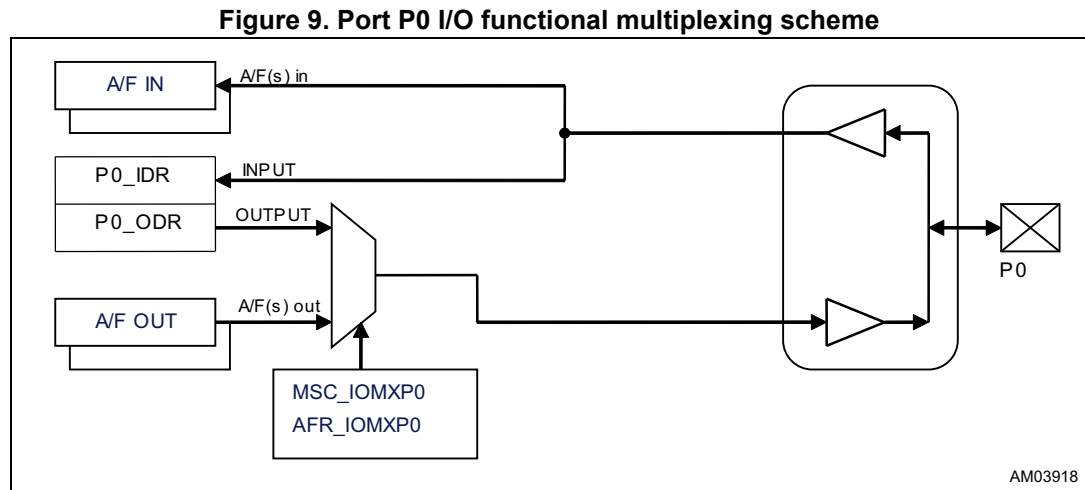 Figure 9. Port P0 I/O functional multiplexing scheme
A/F IN
A/F(s) in
P0_IDR
INPUT
P0_ODR
OUTPUT
P0
A/F OUT
A/F(s) out
MSC_IOMXP0
AFR_IOMXP0
AM03918